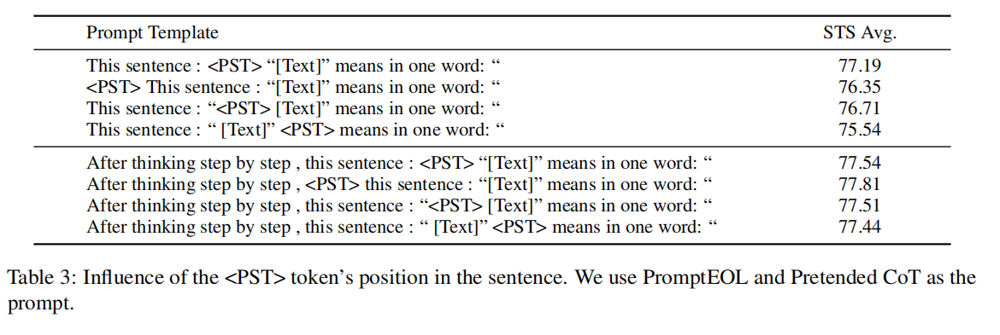 Prompt Template STS Avg.
This sentence : <PST> “[Text]” means in one word: “ 77.19
<PST> This sentence : “[Text]” means in one word: “ 76.35
This sentence : “<PST> [Text]” means in one word: “ 76.71
This sentence : “ [Text]” <PST> means in one word: “ 75.54
After thinking step by step , this sentence : <PST> “[Text]” means in one word: “ 77.54
After thinking step by step , <PST> this sentence : “[Text]” means in one word: “ 77.81
After thinking step by step , this sentence : “<PST> [Text]” means in one word: “ 77.51
After thinking step by step , this sentence : “ [Text]” <PST> means in one word: “ 77.44
Table 3: Influence of the <PST> token’s position in the sentence. We use PromptEOL and Pretended CoT as the
prompt.